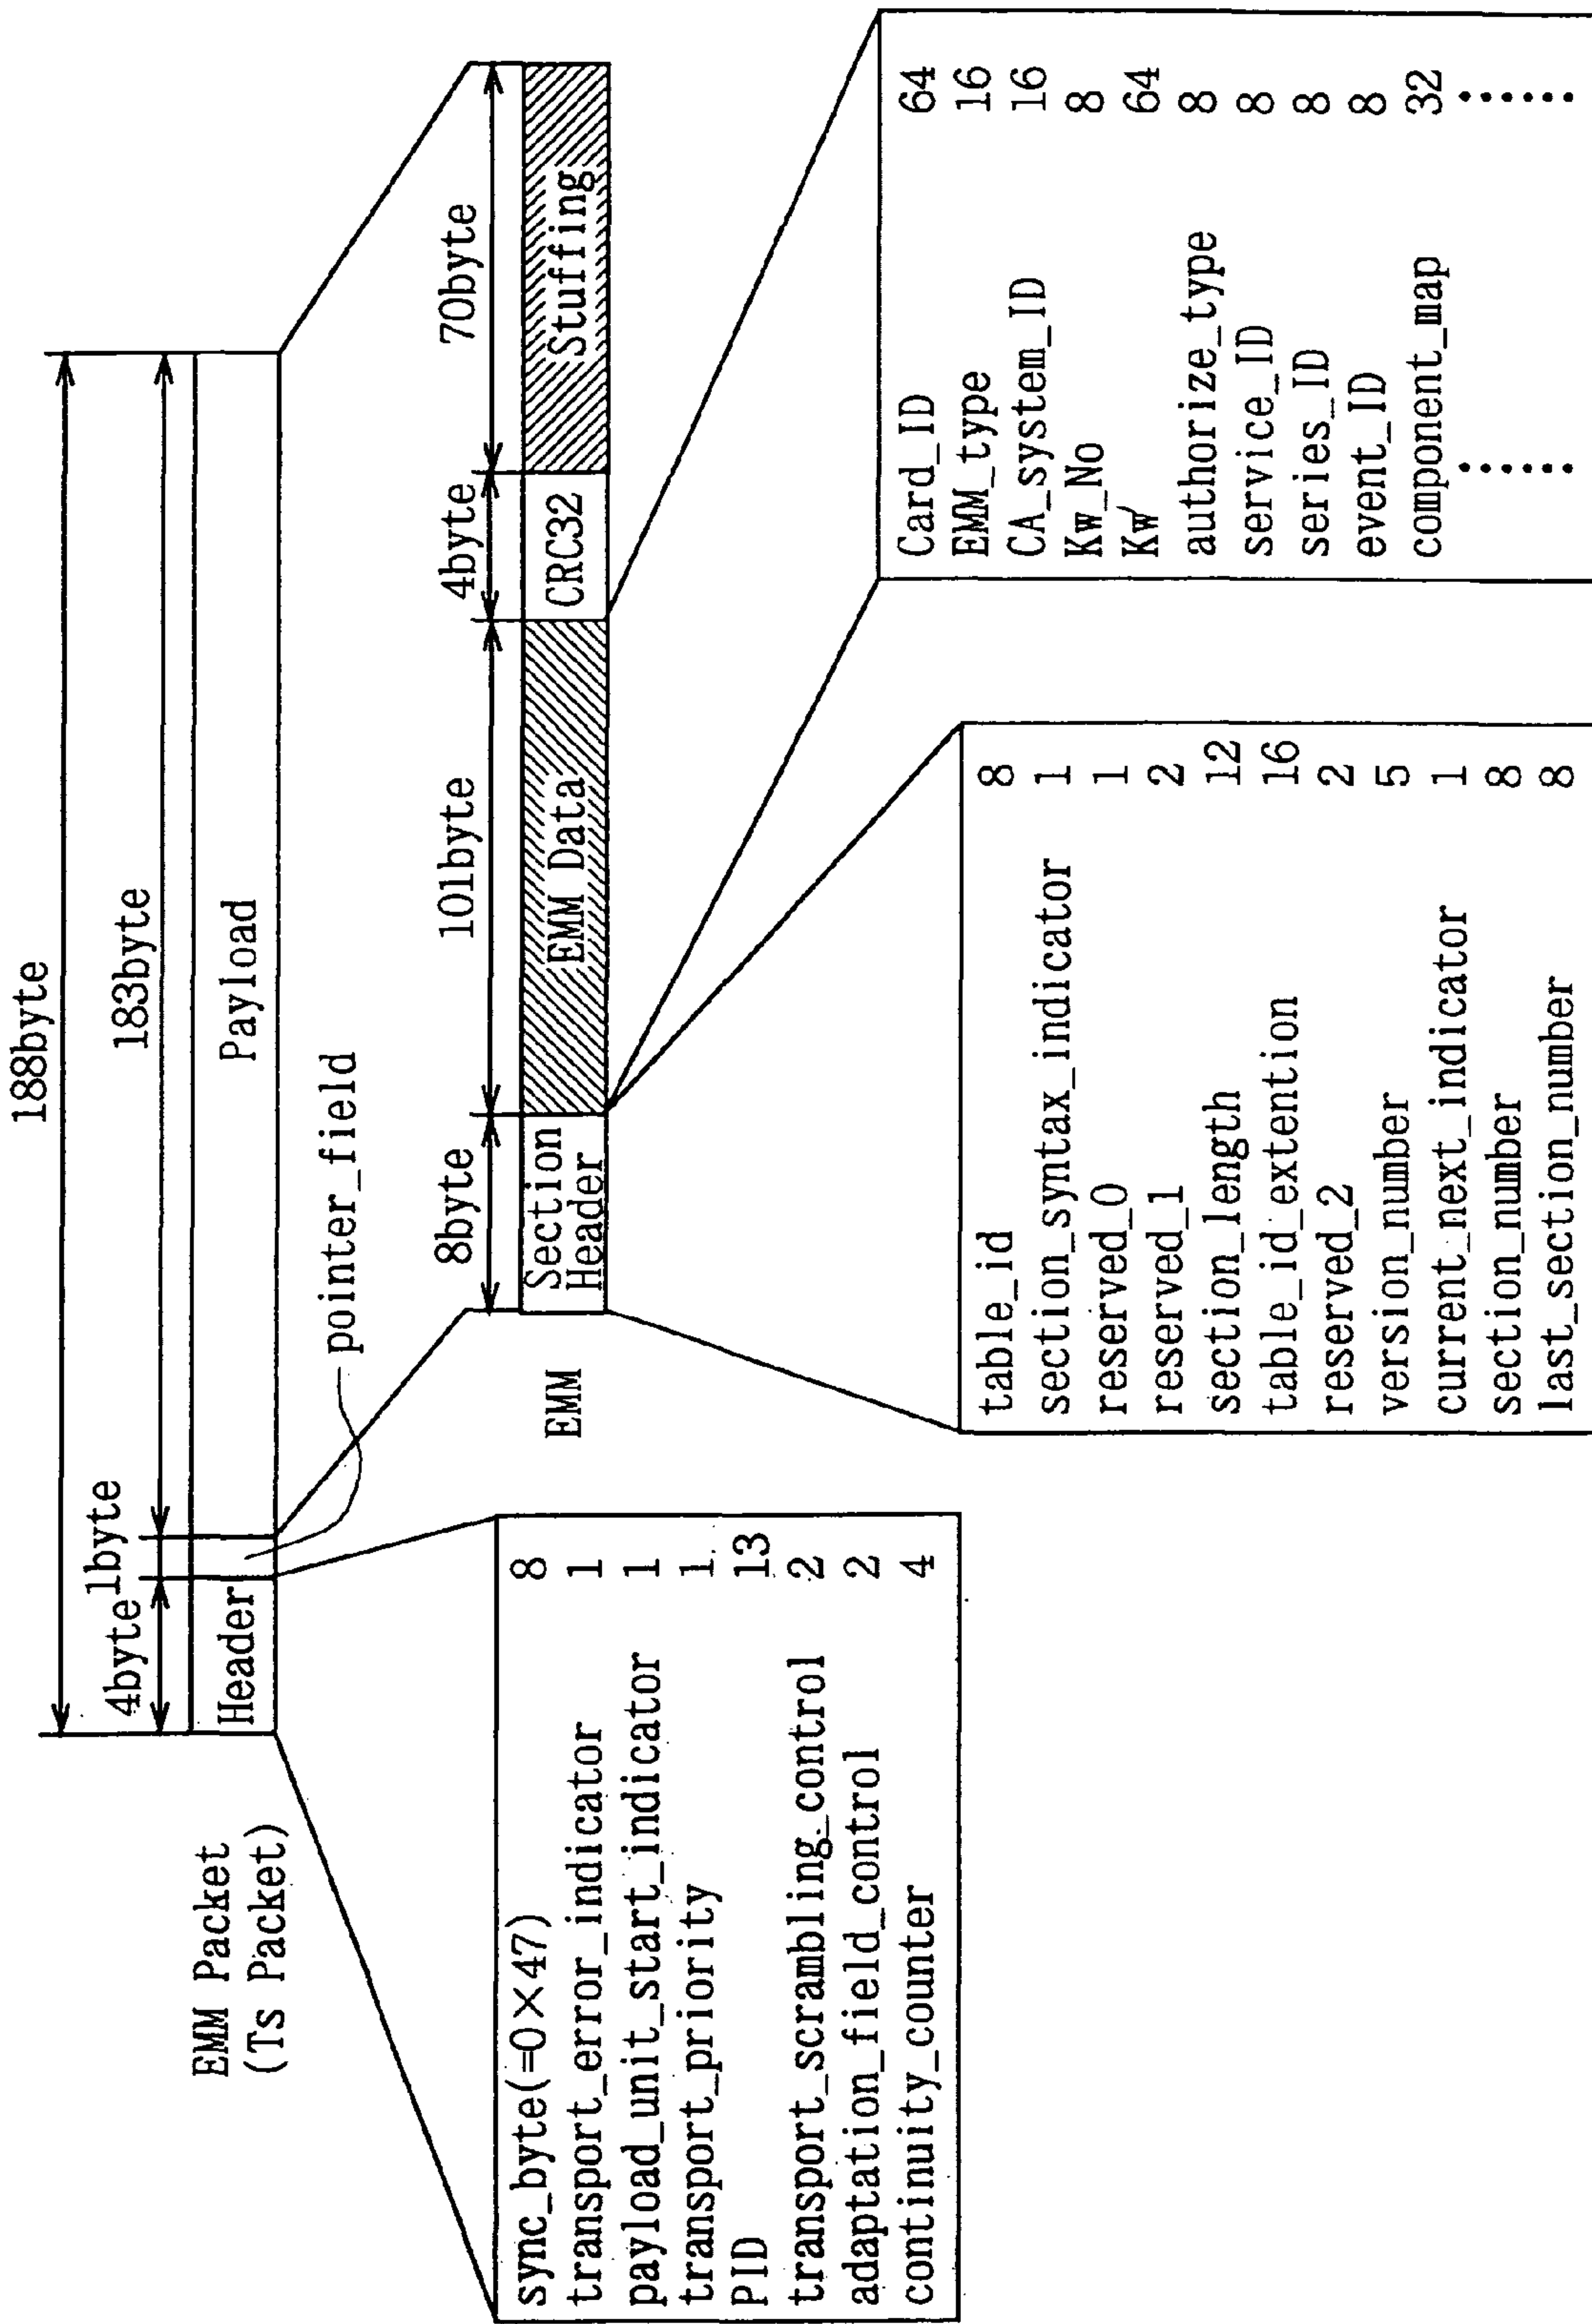 188byte
4byte 1byte 183byte
EMM Packet
(Ts Packet)
Header
Payload
pointer_field
8byte 101byte 4byte 70byte
EMM
Section
Header
EMM Data
CRC32
Stuffing
sync_byte(=0×47) 8
transport_error_indicator 1
payload_unit_start_indicator 1
transport_priority 1
PID 13
transport_scrambling_control 2
adaptation_field_control 2
continuity_counter 4
table_id 8
section_syntax_indicator 1
reserved_0 1
reserved_1 2
section_length 12
table_id_extention 16
reserved_2 2
version_number 5
current_next_indicator 1
section_number 8
last_section_number 8
Card_ID 64
EMM_type 16
CA_system_ID 16
Kw_No 8
Kw 64
authorize_type 8
service_ID 8
series_ID 8
event_ID 8
component_map 32